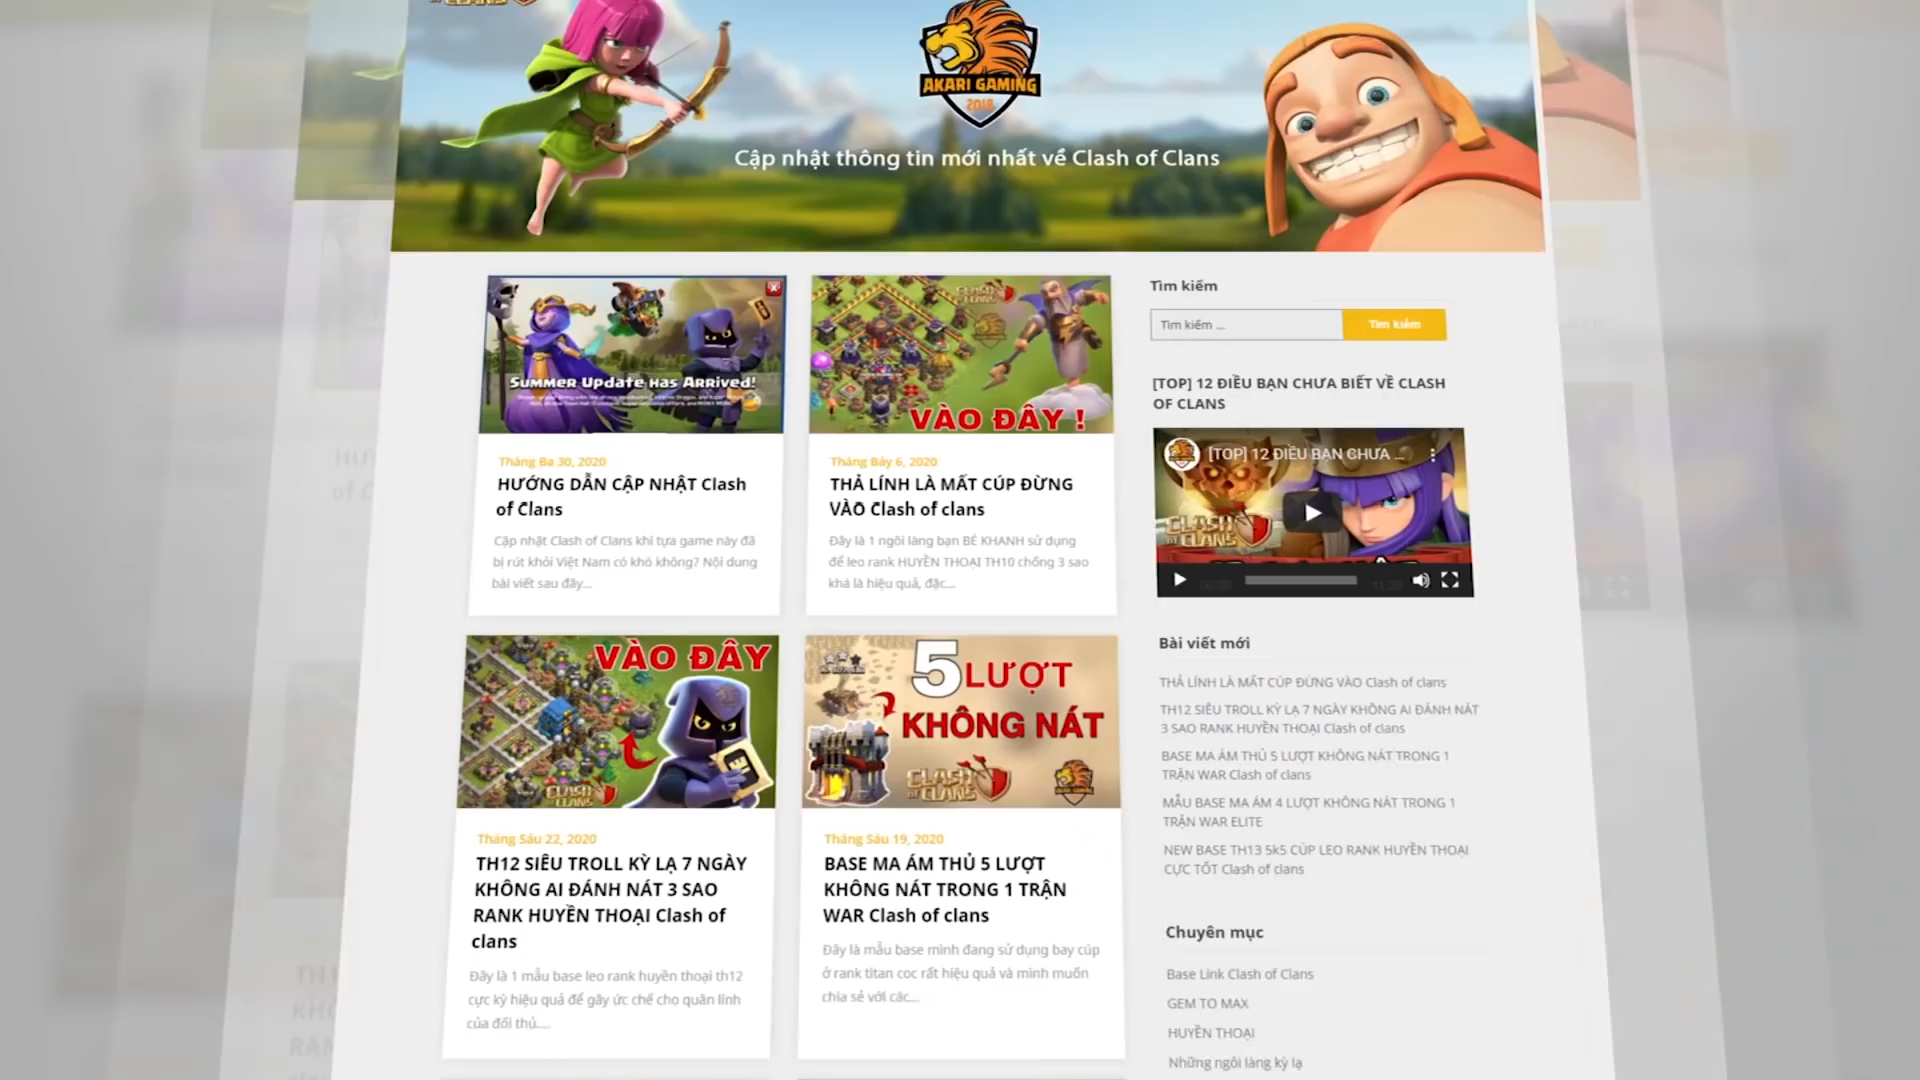 AKARI GAMING
2018
Cập nhật thông tin mới nhất về Clash of Clans
SUMMER UPDATE HAS ARRIVED!
VÀO ĐÂY !
Tháng Ba 30, 2020
HƯỚNG DẪN CẬP NHẬT Clash
of Clans
Cập nhật Clash of Clans khi tựa game này đã
bị rút khỏi Việt Nam có khó không? Nội dung
bài viết sau đây...
Tháng Bảy 6, 2020
THẢ LÍNH LÀ MẤT CÚP ĐỪNG
VÀO Clash of clans
Đây là 1 ngôi làng bạn BÉ KHANH sử dụng
để leo rank HUYỀN THOẠI TH10 chống 3 sao
khá là hiệu quả, đặc...
VÀO ĐÂY
CLASH OF CLANS
Tháng Sáu 22, 2020
TH12 SIÊU TROLL KỲ LẠ 7 NGÀY
KHÔNG AI ĐÁNH NÁT 3 SAO
RANK HUYỀN THOẠI Clash of
clans
Đây là 1 mẫu base leo rank huyền thoại th12
cực kỳ hiệu quả để gây ức chế cho quân lính
của đối thủ....
5 LƯỢT
KHÔNG NÁT
CLASH OF CLANS
Tháng Sáu 19, 2020
BASE MA ÁM THỦ 5 LƯỢT
KHÔNG NÁT TRONG 1 TRẬN
WAR Clash of clans
Đây là mẫu base mình đang sử dụng bay cúp
ở rank titan coc rất hiệu quả và mình muốn
chia sẻ với các...
Tìm kiếm
Tìm kiếm ...
Tìm kiếm
[TOP] 12 ĐIỀU BẠN CHƯA BIẾT VỀ CLASH
OF CLANS
[TOP] 12 ĐIỀU BẠN CHƯA ...
CLASH OF CLANS
Bài viết mới
THẢ LÍNH LÀ MẤT CÚP ĐỪNG VÀO Clash of clans
TH12 SIÊU TROLL KỲ LẠ 7 NGÀY KHÔNG AI ĐÁNH NÁT
3 SAO RANK HUYỀN THOẠI Clash of clans
BASE MA ÁM THỦ 5 LƯỢT KHÔNG NÁT TRONG 1
TRẬN WAR Clash of clans
MẪU BASE MA ÁM 4 LƯỢT KHÔNG NÁT TRONG 1
TRẬN WAR ELITE
NEW BASE TH13 5k5 CÚP LEO RANK HUYỀN THOẠI
CỰC TỐT Clash of clans
Chuyên mục
Base Link Clash of Clans
GEM TO MAX
HUYỀN THOẠI
Những ngôi làng kỳ lạ